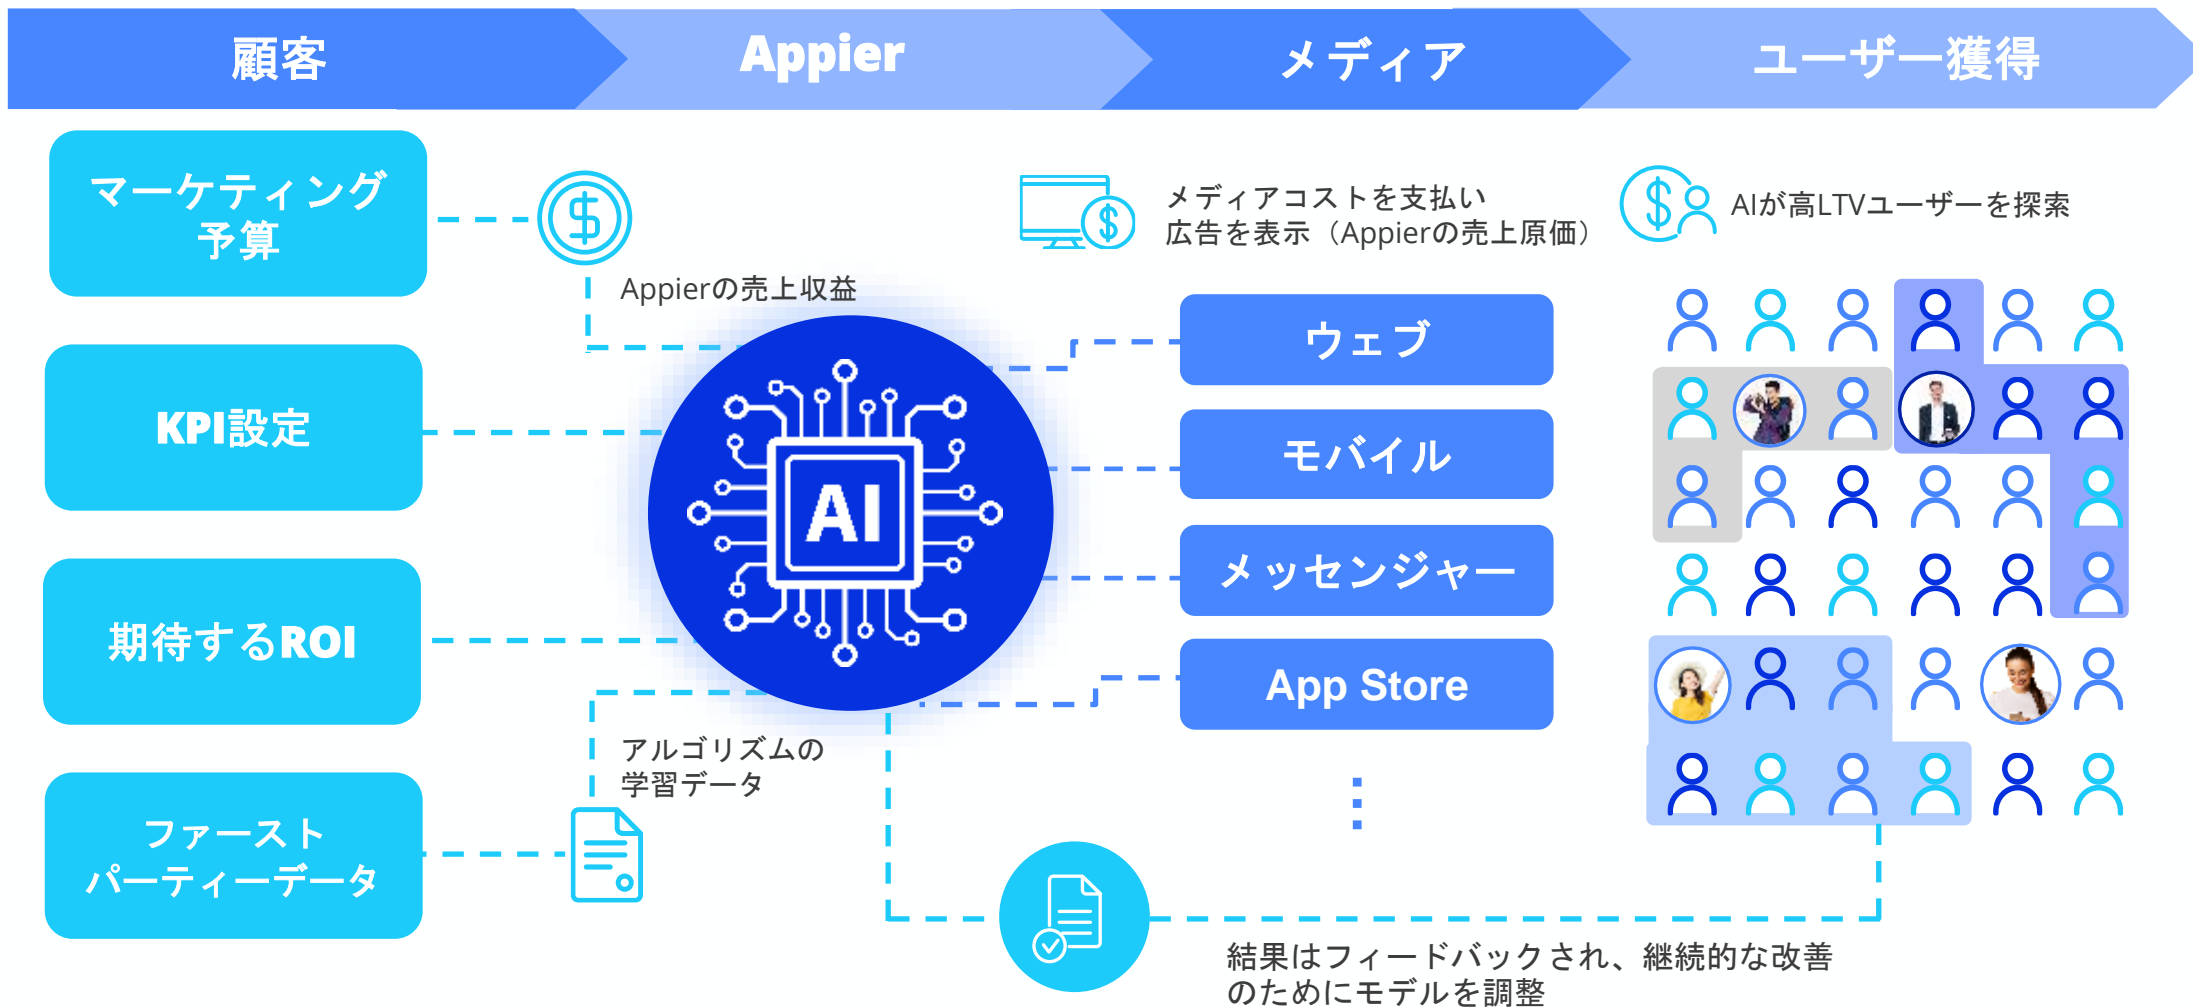 顧客
Appier
メディア
ユーザー獲得
マーケティング
予算
Appierの売上収益
メディアコストを支払い
広告を表示（Appierの売上原価）
AIが高LTVユーザーを探索
KPI設定
期待するROI
ファースト
パーティーデータ
アルゴリズムの
学習データ
AI
ウェブ
モバイル
メッセンジャー
App Store
結果はフィードバックされ、継続的な改善
のためにモデルを調整